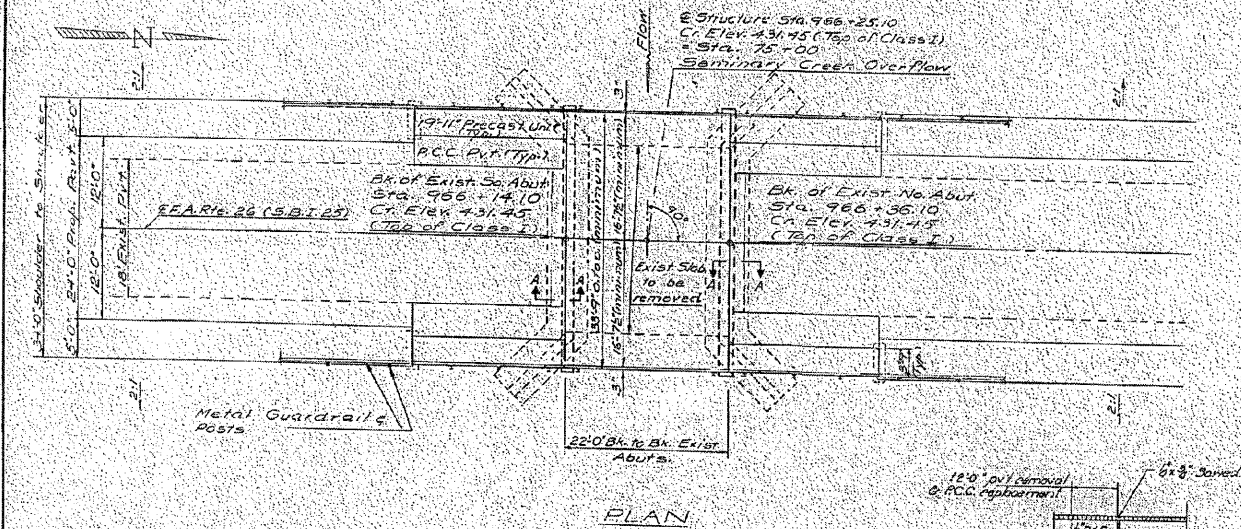 N
Flow
℄ Structure Sta. 966+25.10
Cr. Elev. 431.45 (Top of Class I)
= Sta. 75+00
Seminary Creek Overflow
2:1
2:1
3"
19'-11" Precast Unit
(Typ.)
P.C.C. Pvt. (Typ.)
Bk. of Exist. So. Abut.
Sta. 966+14.10
Cr. Elev. 431.45
(Top of Class I)
℄ F.A. Rte. 26 (S.B.I. 25)
90°
Bk. of Exist. No. Abut.
Sta. 966+36.10
Cr. Elev. 431.45
(Top of Class I)
34'-0" Shoulder to Shoulder
5'-0"
24'-0" Prop. Pvt.
5'-0"
12'-0"
12'-0"
18' Exist. Pvt.
(minimum)
(minimum)
(minimum)
A
A
A
A
Exist. Slab
to be
removed
3"
(Typ.)
2:1
2:1
Metal Guardrail &
Posts
22'-0" Bk. to Bk. Exist.
Abuts.
PLAN
12'-0" pvt. removal
& P.C.C. replacement
Sawed